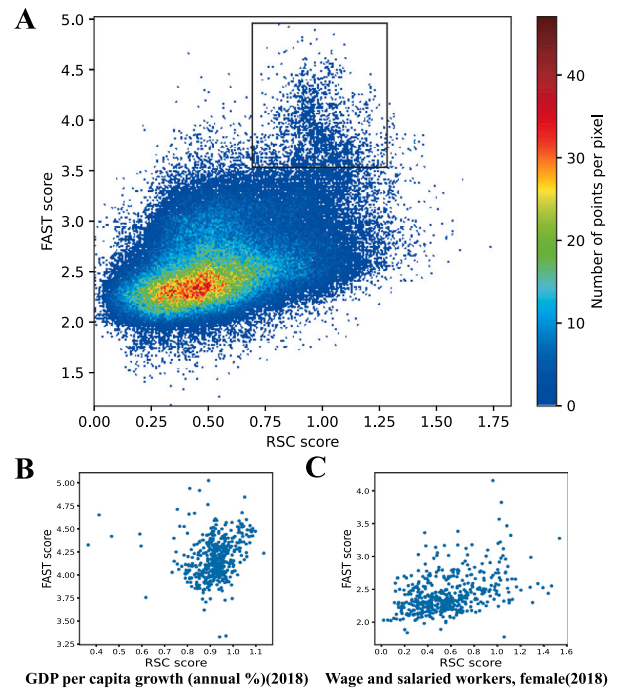 A
5.0
4.5
4.0
3.5
3.0
2.5
2.0
1.5
FAST score
0.00 0.25 0.50 0.75 1.00 1.25 1.50 1.75
RSC score
40
30
20
10
0
Number of points per pixel
B
5.00
4.75
4.50
4.25
4.00
3.75
3.50
3.25
FAST score
0.4 0.5 0.6 0.7 0.8 0.9 1.0 1.1
RSC score
GDP per capita growth (annual %)(2018)
C
4.0
3.5
3.0
2.5
2.0
FAST score
0.0 0.2 0.4 0.6 0.8 1.0 1.2 1.4 1.6
RSC score
Wage and salaried workers, female(2018)